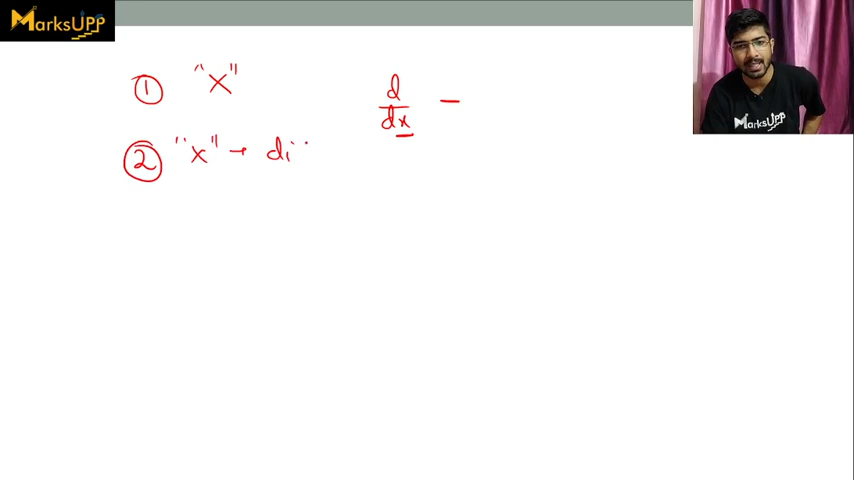 MarksUPP
① "x"
② "x" → di
d/dx -
MarksUPP